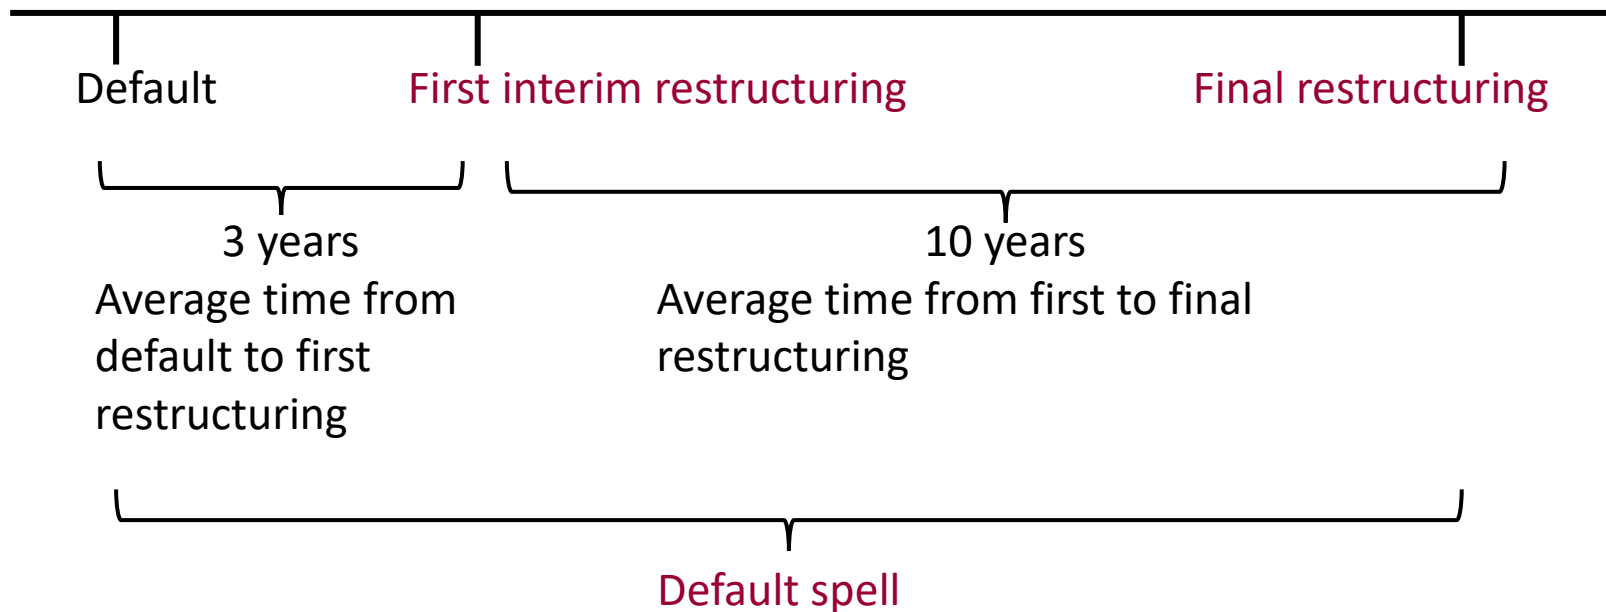 Default
First interim restructuring
Final restructuring
3 years
Average time from
default to first
restructuring
10 years
Average time from first to final
restructuring
Default spell